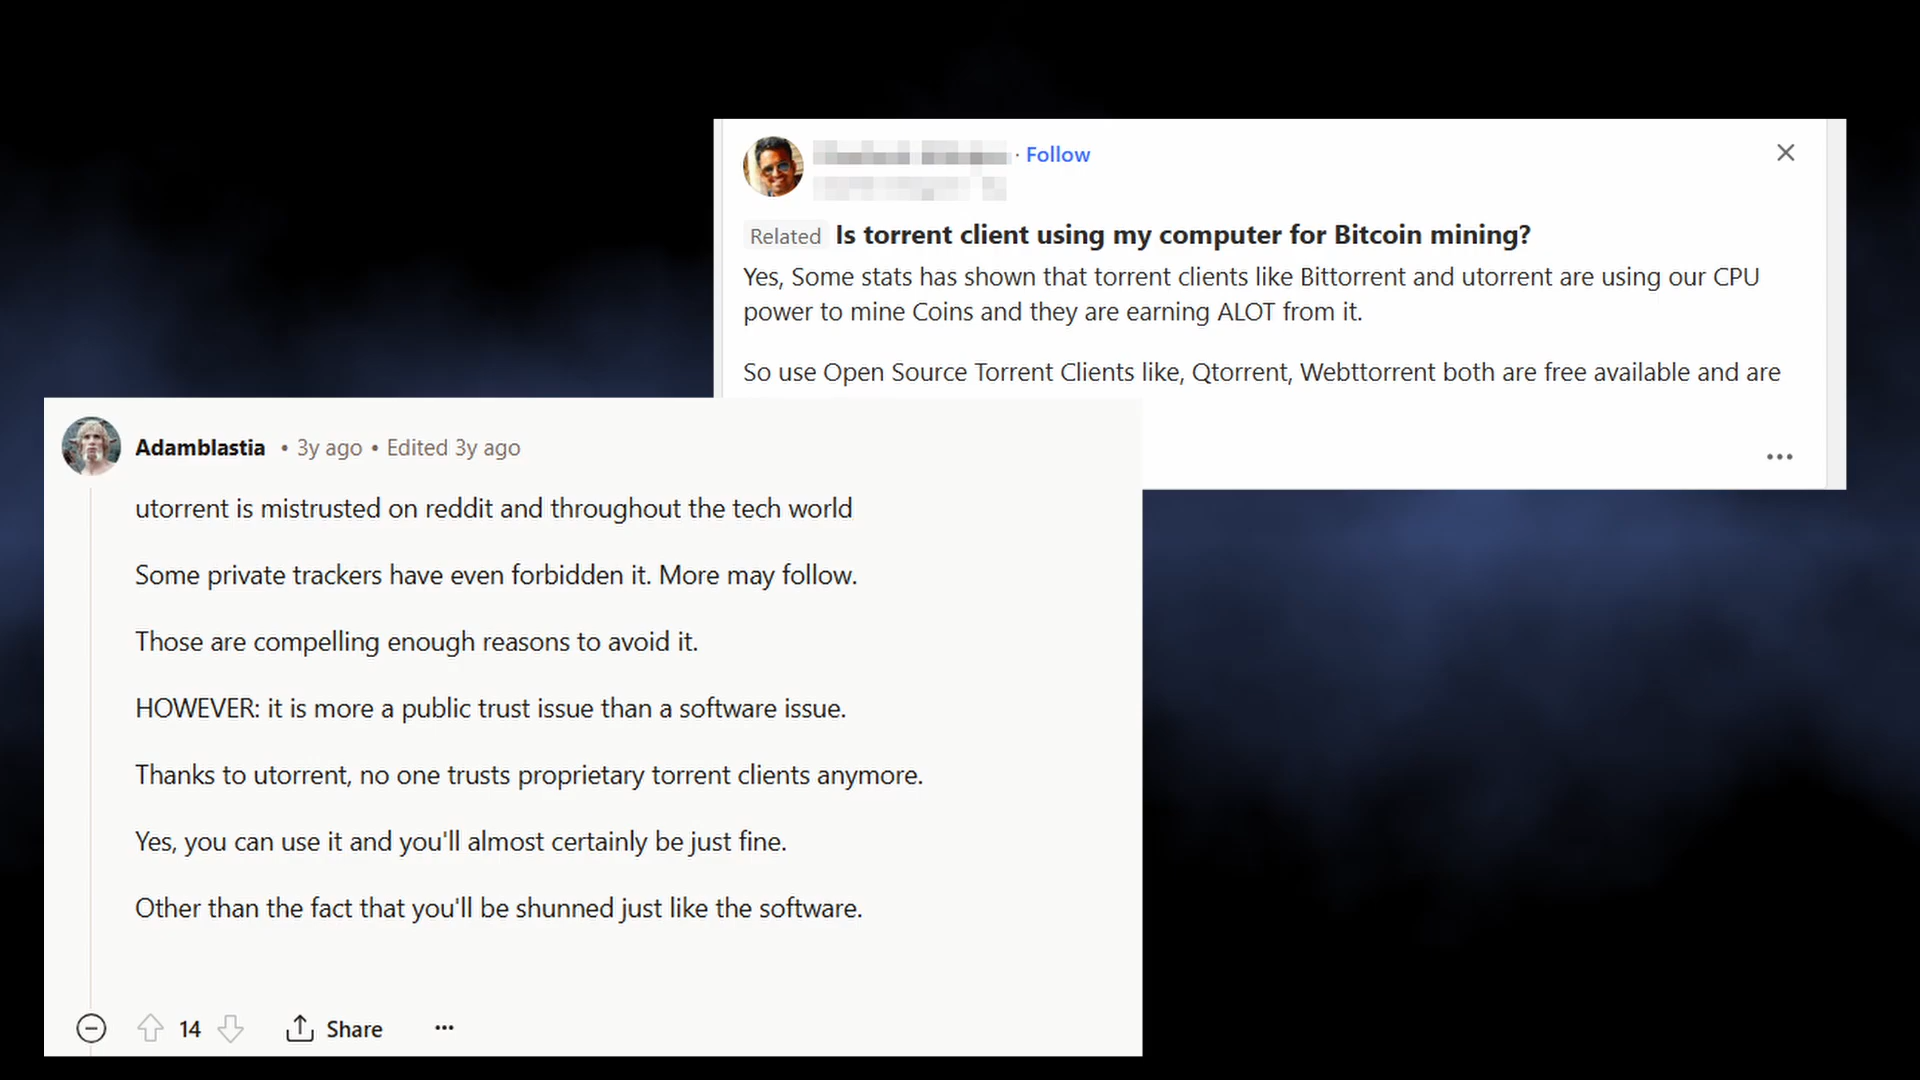 · Follow
Related Is torrent client using my computer for Bitcoin mining?
Yes, Some stats has shown that torrent clients like Bittorrent and utorrent are using our CPU
power to mine Coins and they are earning ALOT from it.
So use Open Source Torrent Clients like, Qtorrent, Webttorrent both are free available and are
Adamblastia • 3y ago • Edited 3y ago
utorrent is mistrusted on reddit and throughout the tech world
Some private trackers have even forbidden it. More may follow.
Those are compelling enough reasons to avoid it.
HOWEVER: it is more a public trust issue than a software issue.
Thanks to utorrent, no one trusts proprietary torrent clients anymore.
Yes, you can use it and you'll almost certainly be just fine.
Other than the fact that you'll be shunned just like the software.
14 Share